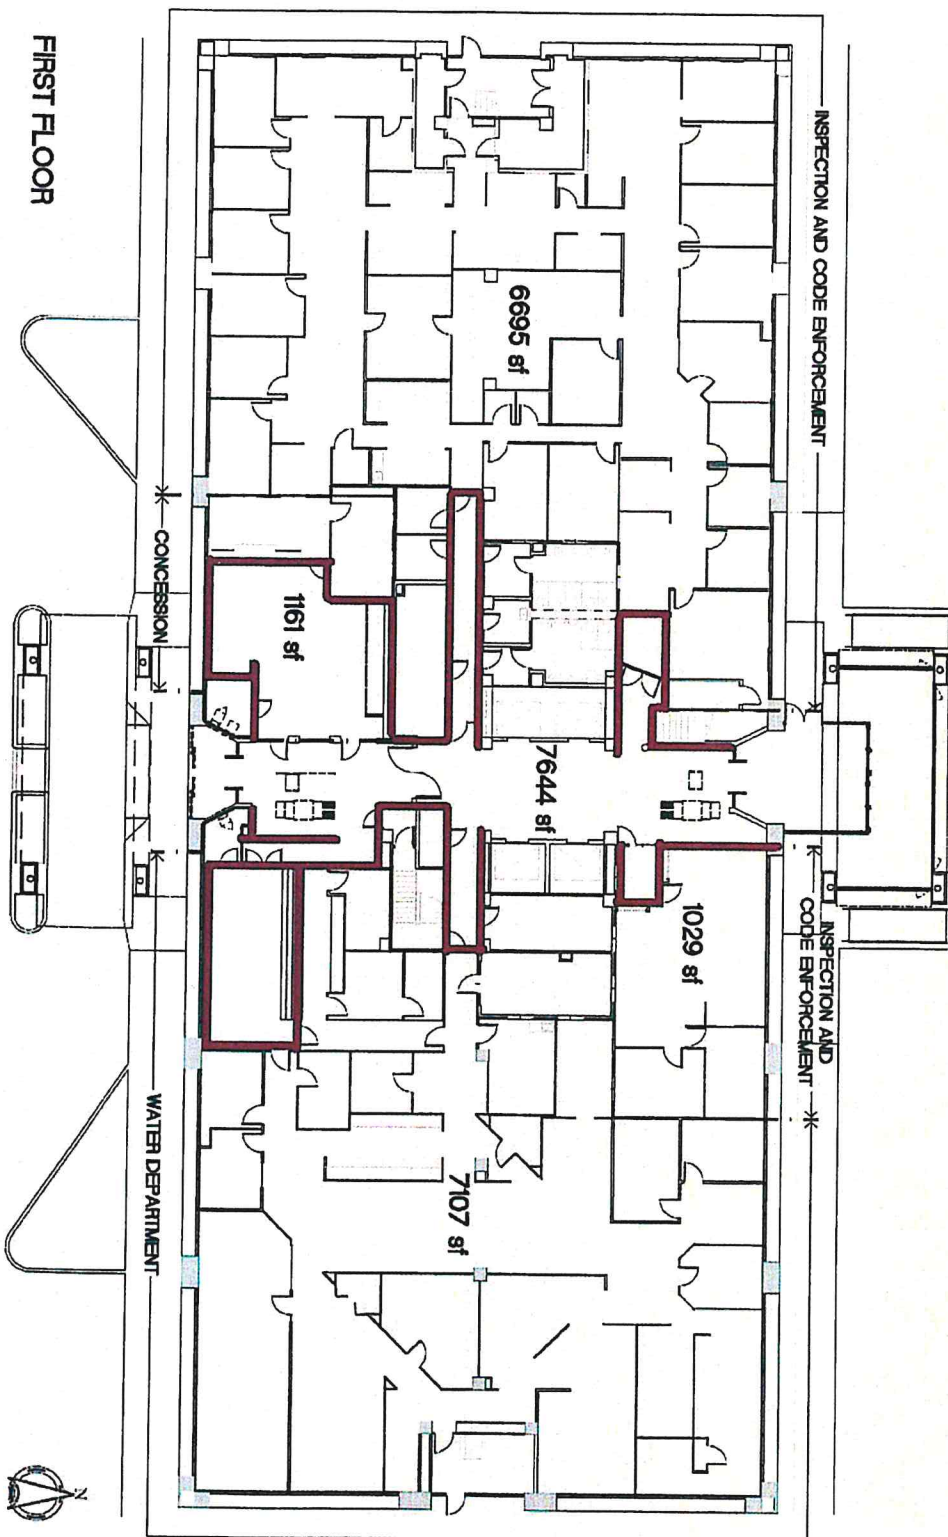 FIRST FLOOR
INSPECTION AND CODE ENFORCEMENT
6695 sf
CONCESSION
1161 sf
7644 sf
1029 sf
INSPECTION AND
CODE ENFORCEMENT
WATER DEPARTMENT
7107 sf
N